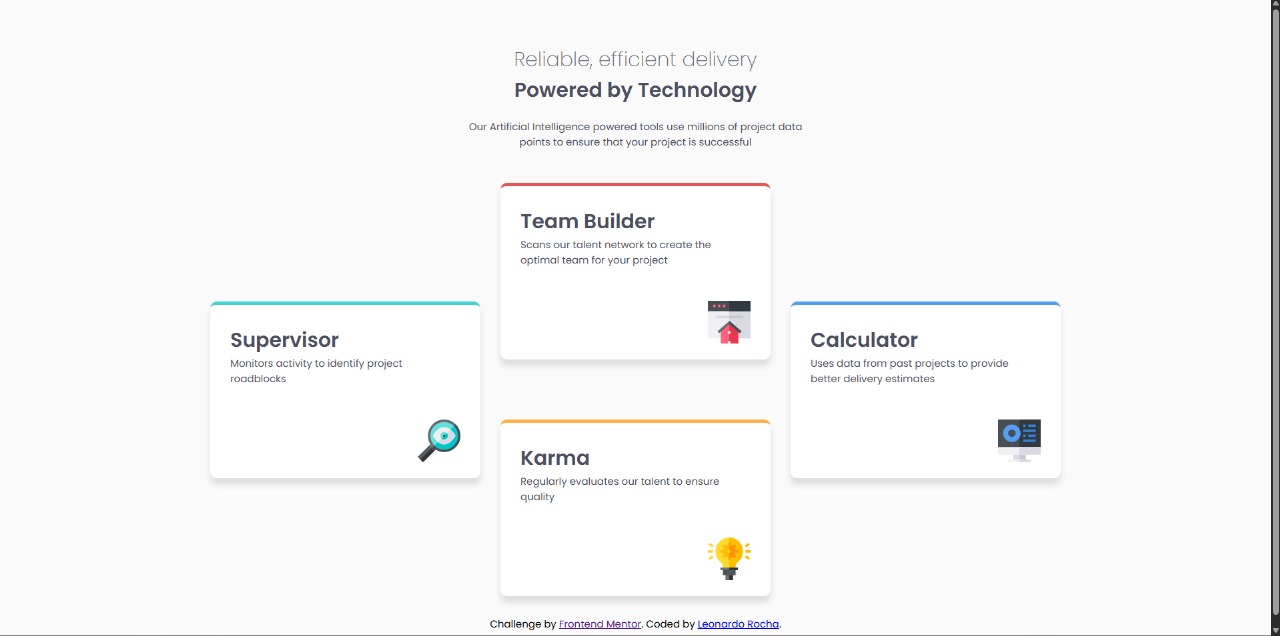 Reliable, efficient delivery
Powered by Technology
Our Artificial Intelligence powered tools use millions of project data
points to ensure that your project is successful
Team Builder
Scans our talent network to create the
optimal team for your project
Supervisor
Monitors activity to identify project
roadblocks
Calculator
Uses data from past projects to provide
better delivery estimates
Karma
Regularly evaluates our talent to ensure
quality
Challenge by Frontend Mentor. Coded by Leonardo Rocha.